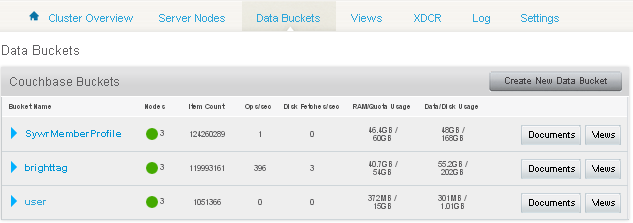 Cluster Overview Server Nodes Data Buckets Views XDCR Log Settings
Data Buckets
Couchbase Buckets Create New Data Bucket
Bucket Name Nodes Item Count Ops/sec Disk Fetches/sec RAM/Quota Usage Data/Disk Usage
SywrMemberProfile 3 124260289 1 0 46.4GB / 60GB 48GB / 168GB Documents Views
brighttag 3 119993161 396 3 40.7GB / 54GB 55.2GB / 202GB Documents Views
user 3 1051366 0 0 372MB / 15GB 301MB / 1.01GB Documents Views